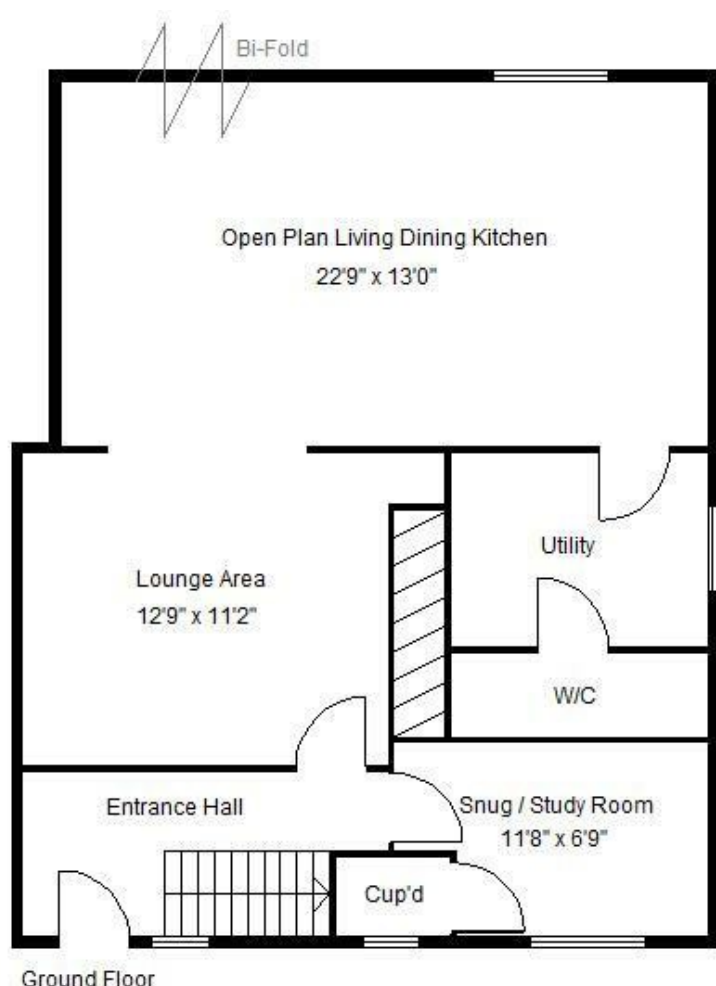 Bi-Fold
Open Plan Living Dining Kitchen
22'9" x 13'0"
Utility
Lounge Area
12'9" x 11'2"
W/C
Entrance Hall
Snug / Study Room
11'8" x 6'9"
Cup'd
Ground Floor